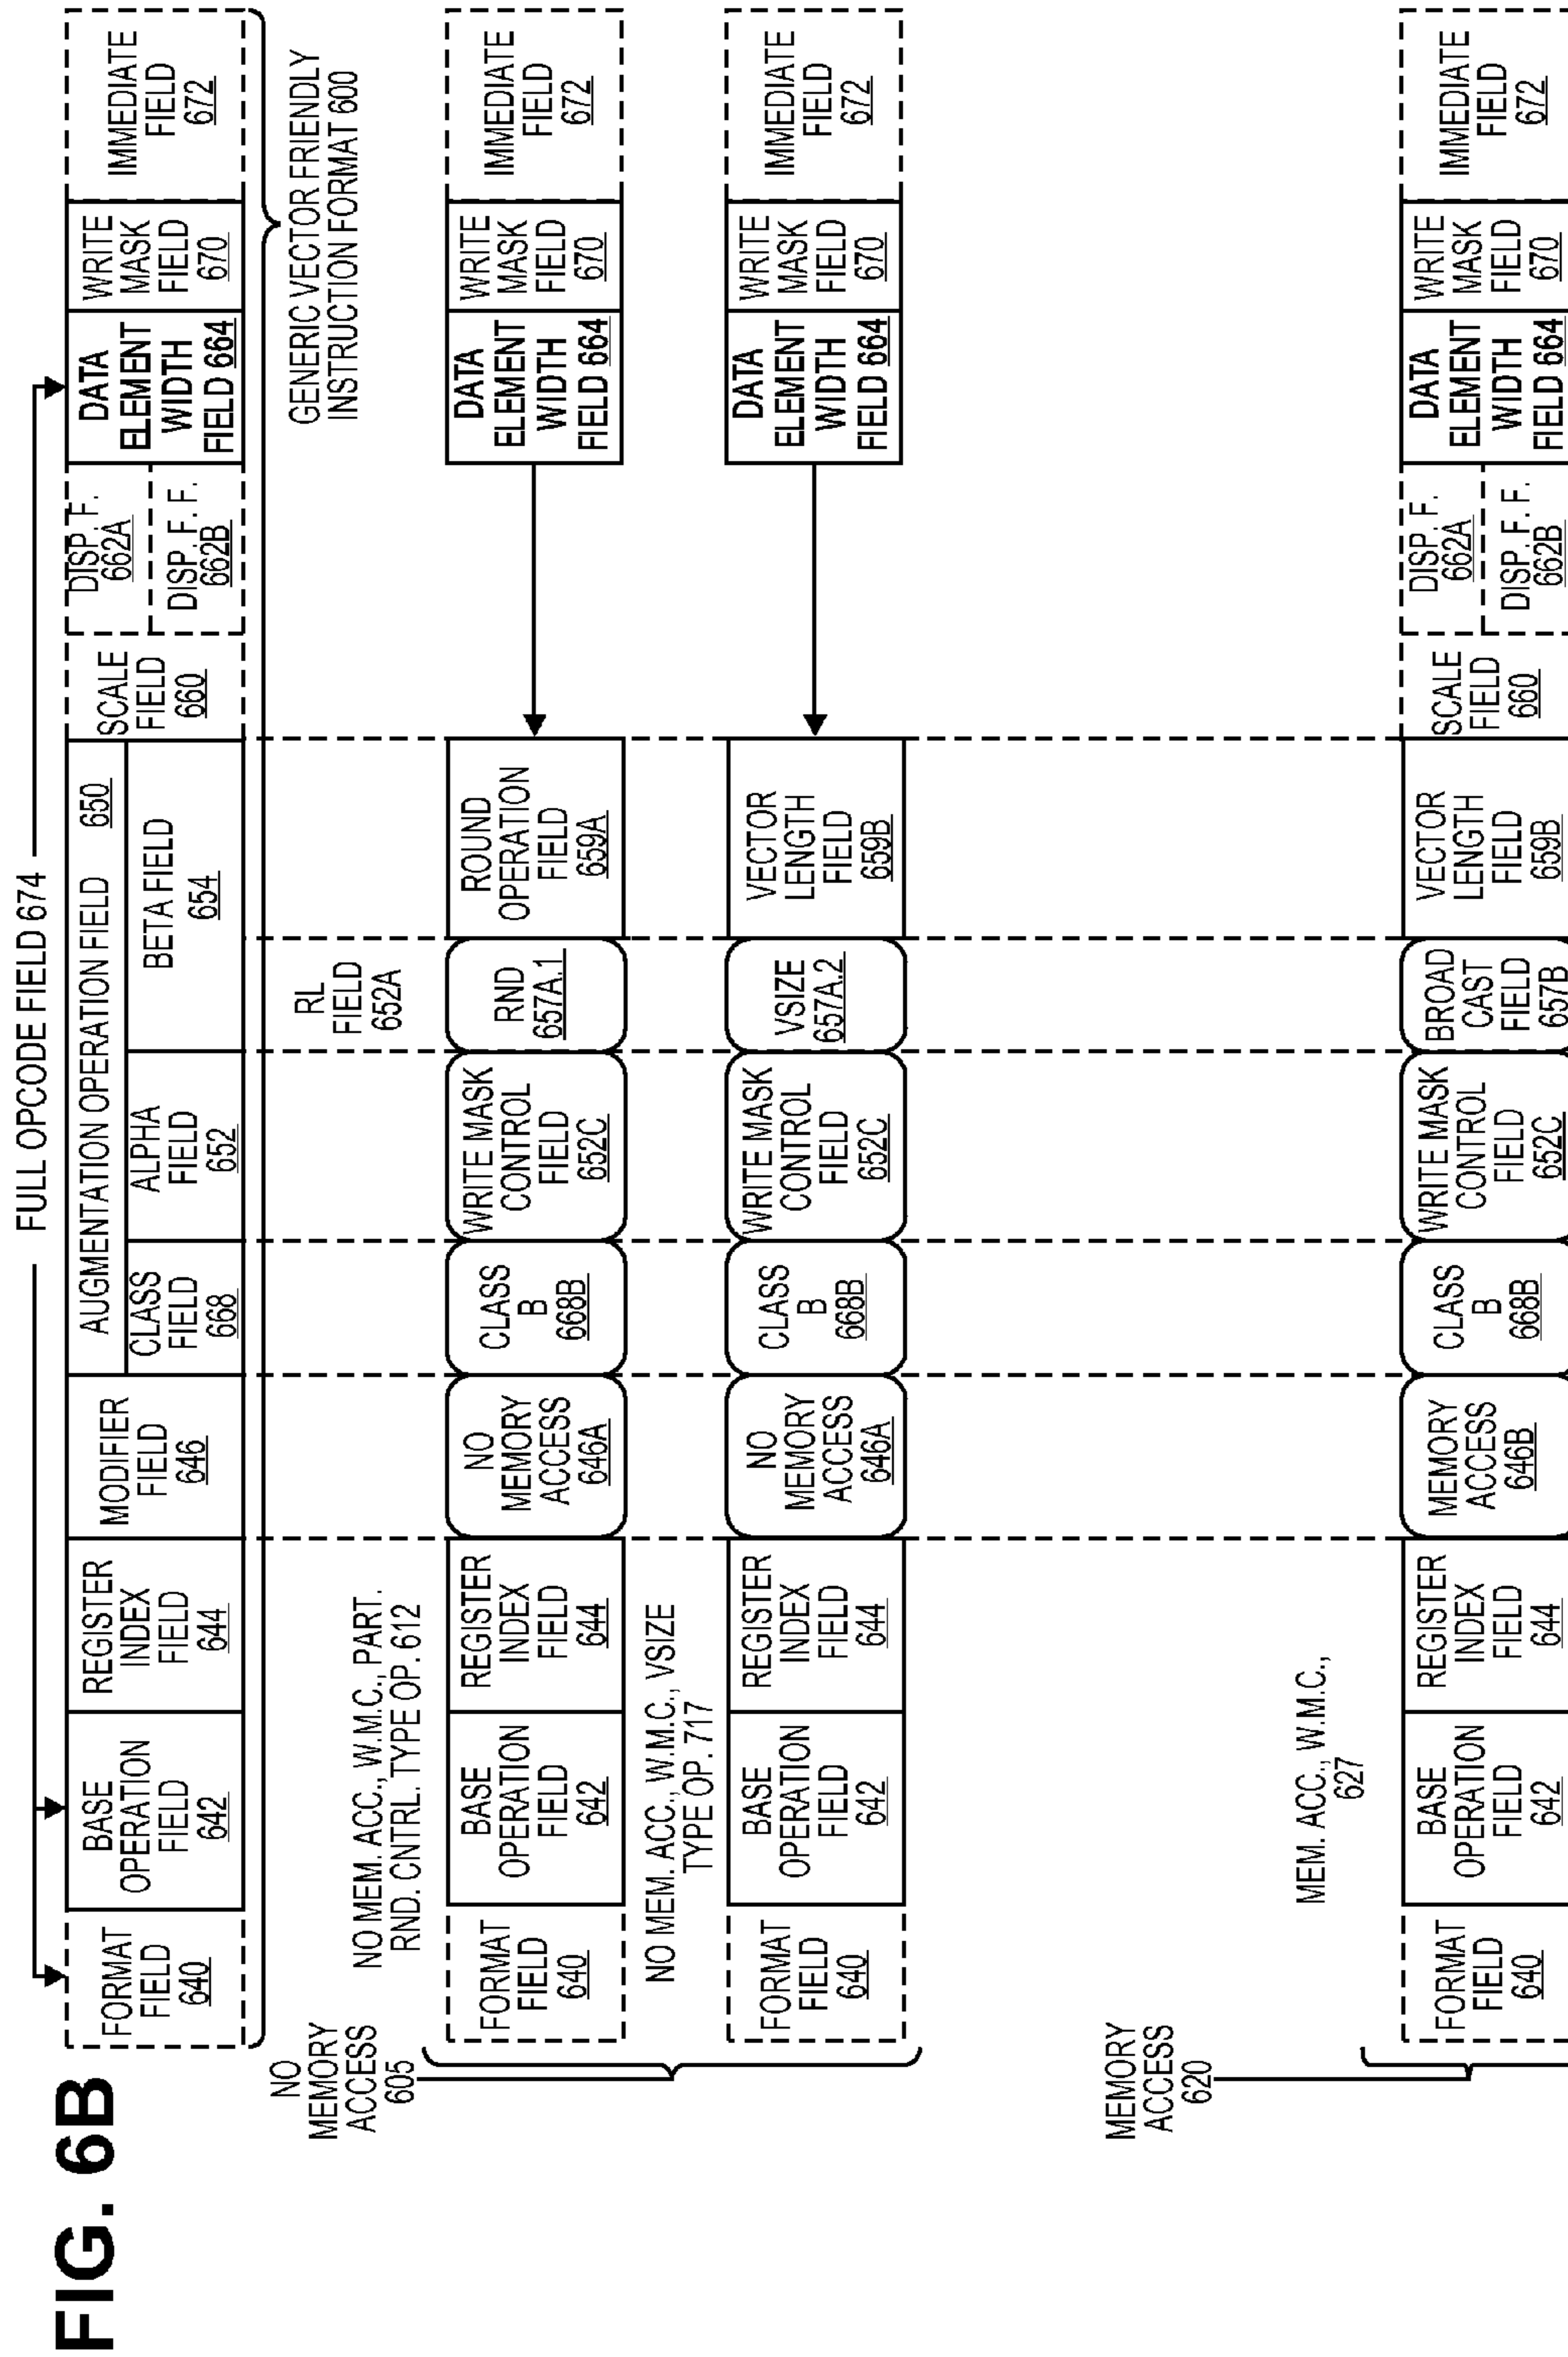 FIG. 6B
FULL OPCODE FIELD 674
FORMAT
FIELD
640
BASE
OPERATION
FIELD
642
REGISTER
INDEX
FIELD
644
MODIFIER
FIELD
646
AUGMENTATION OPERATION FIELD 650
CLASS
FIELD
668
ALPHA
FIELD
652
BETA FIELD
654
SCALE
FIELD
660
DISP. F.
662A
DISP. F. F.
662B
DATA
ELEMENT
WIDTH
FIELD 664
WRITE
MASK
FIELD
670
IMMEDIATE
FIELD
672
GENERIC VECTOR FRIENDLY
INSTRUCTION FORMAT 600
NO
MEMORY
ACCESS
605
NO MEM. ACC., W.M.C., PART.
RND. CNTRL. TYPE OP. 612
RL
FIELD
652A
FORMAT
FIELD
640
BASE
OPERATION
FIELD
642
REGISTER
INDEX
FIELD
644
NO
MEMORY
ACCESS
646A
CLASS
B
668B
WRITE MASK
CONTROL
FIELD
652C
RND
657A.1
ROUND
OPERATION
FIELD
659A
DATA
ELEMENT
WIDTH
FIELD 664
WRITE
MASK
FIELD
670
IMMEDIATE
FIELD
672
NO MEM. ACC., W.M.C., VSIZE
TYPE OP. 717
FORMAT
FIELD
640
BASE
OPERATION
FIELD
642
REGISTER
INDEX
FIELD
644
NO
MEMORY
ACCESS
646A
CLASS
B
668B
WRITE MASK
CONTROL
FIELD
652C
VSIZE
657A.2
VECTOR
LENGTH
FIELD
659B
DATA
ELEMENT
WIDTH
FIELD 664
WRITE
MASK
FIELD
670
IMMEDIATE
FIELD
672
MEMORY
ACCESS
620
MEM. ACC., W.M.C.,
627
FORMAT
FIELD
640
BASE
OPERATION
FIELD
642
REGISTER
INDEX
FIELD
644
MEMORY
ACCESS
646B
CLASS
B
668B
WRITE MASK
CONTROL
FIELD
652C
BROAD
CAST
FIELD
657B
VECTOR
LENGTH
FIELD
659B
SCALE
FIELD
660
DISP. F.
662A
DISP. F. F.
662B
DATA
ELEMENT
WIDTH
FIELD 664
WRITE
MASK
FIELD
670
IMMEDIATE
FIELD
672